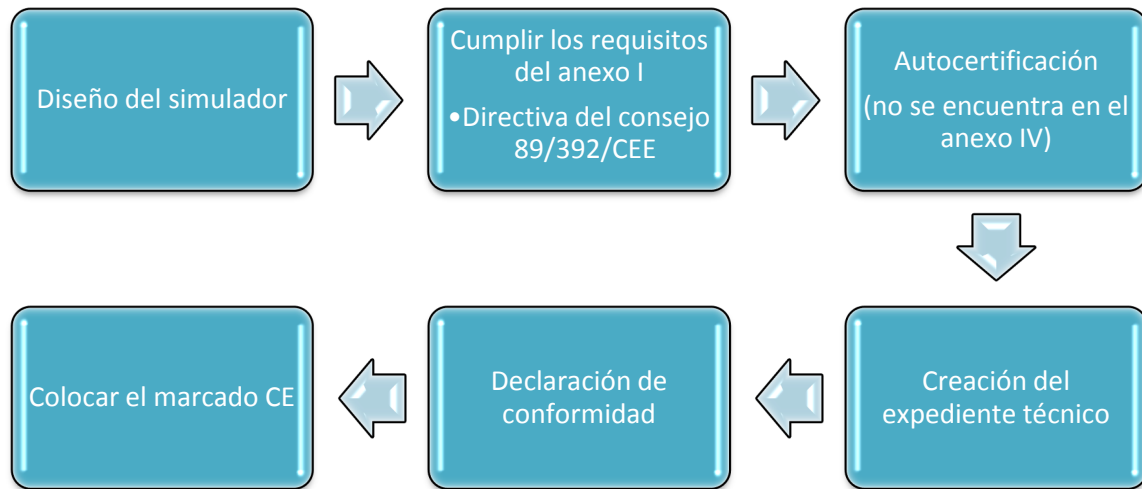 Diseño del simulador
Cumplir los requisitos
del anexo I
•Directiva del consejo
89/392/CEE
Autocertificación
(no se encuentra en el
anexo IV)
Creación del
expediente técnico
Declaración de
conformidad
Colocar el marcado CE